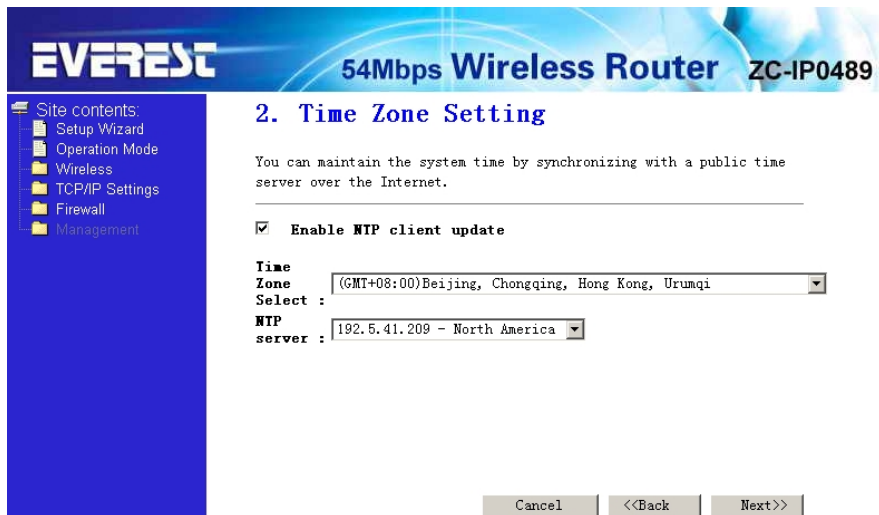 EVEREST
54Mbps Wireless Router ZC-IP0489
Site contents:
Setup Wizard
Operation Mode
Wireless
TCP/IP Settings
Firewall
Management
2. Time Zone Setting
You can maintain the system time by synchronizing with a public time
server over the Internet.
Enable NTP client update
Time
Zone
Select :
(GMT+08:00)Beijing, Chongqing, Hong Kong, Urumqi
NTP
server :
192.5.41.209 - North America
Cancel <<Back Next>>